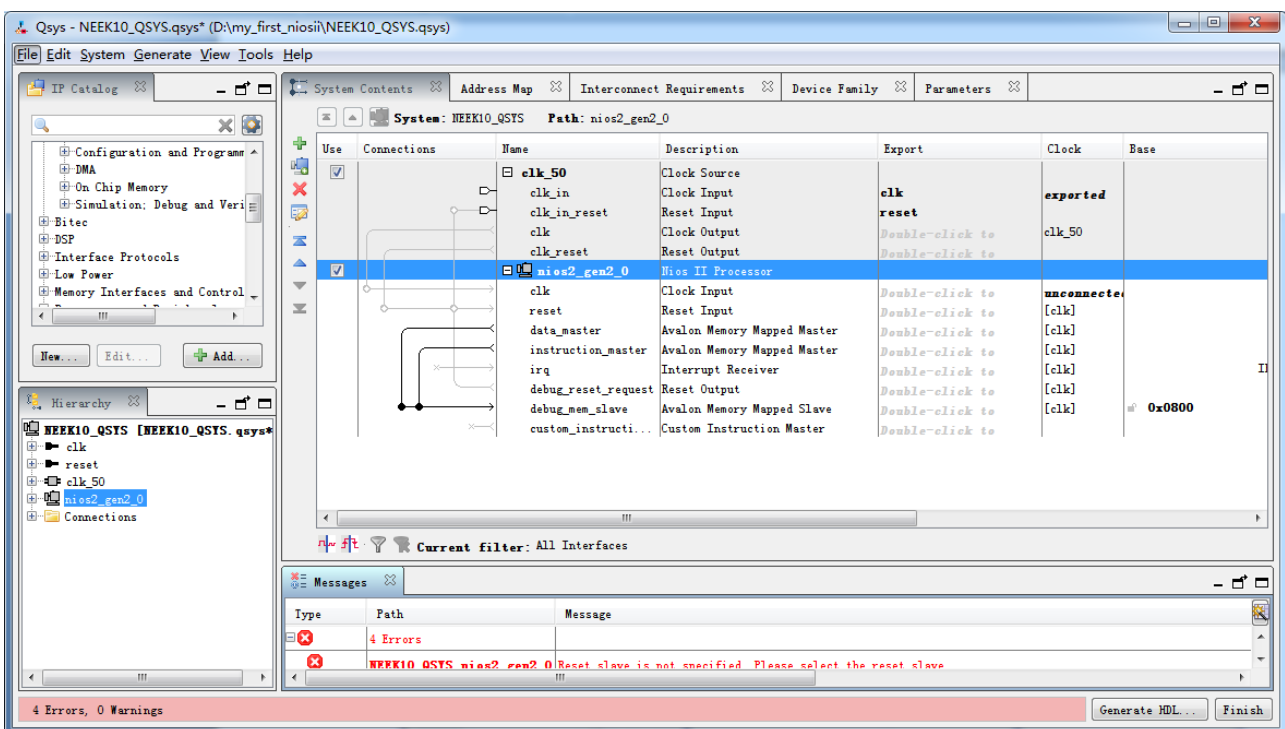 Qsys - NEEK10_QSYS.qsys* (D:\my_first_niosii\NEEK10_QSYS.qsys)
File Edit System Generate View Tools Help
IP Catalog
Configuration and Programm
DMA
On Chip Memory
Simulation; Debug and Veri
Bitec
DSP
Interface Protocols
Low Power
Memory Interfaces and Control
New... Edit... Add...
Hierarchy
NEEK10_QSYS [NEEK10_QSYS.qsys*
clk
reset
clk_50
nios2_gen2_0
Connections
System Contents Address Map Interconnect Requirements Device Family Parameters
System: NEEK10_QSYS Path: nios2_gen2_0
Use Connections Name Description Export Clock Base
clk_50 Clock Source
clk_in Clock Input clk exported
clk_in_reset Reset Input reset
clk Clock Output Double-click to clk_50
clk_reset Reset Output Double-click to
nios2_gen2_0 Nios II Processor
clk Clock Input Double-click to unconnecte
reset Reset Input Double-click to [clk]
data_master Avalon Memory Mapped Master Double-click to [clk]
instruction_master Avalon Memory Mapped Master Double-click to [clk]
irq Interrupt Receiver Double-click to [clk]
debug_reset_request Reset Output Double-click to [clk]
debug_mem_slave Avalon Memory Mapped Slave Double-click to [clk] 0x0800
custom_instructi... Custom Instruction Master Double-click to
Current filter: All Interfaces
Messages
Type Path Message
4 Errors
NEEK10_QSYS.nios2_gen2_0 Reset slave is not specified. Please select the reset slave
4 Errors, 0 Warnings
Generate HDL... Finish